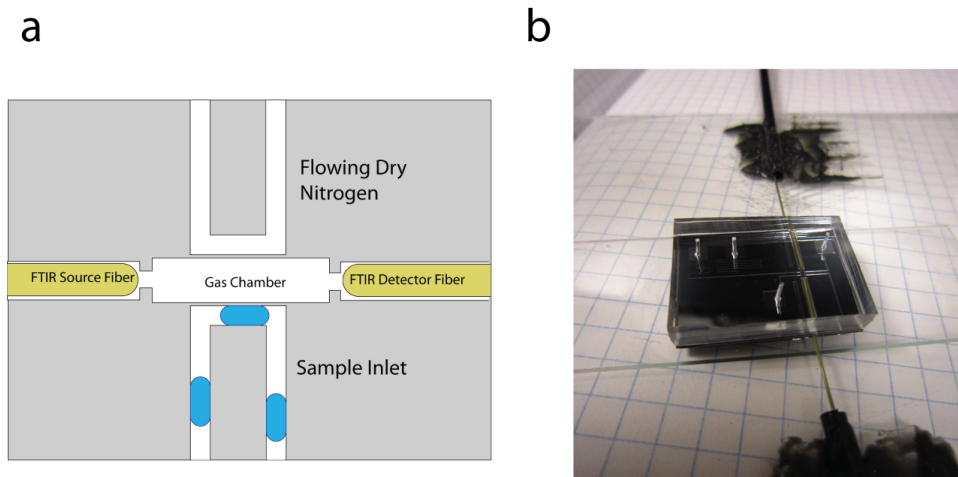 a
b
Flowing Dry
Nitrogen
FTIR Source Fiber
Gas Chamber
FTIR Detector Fiber
Sample Inlet